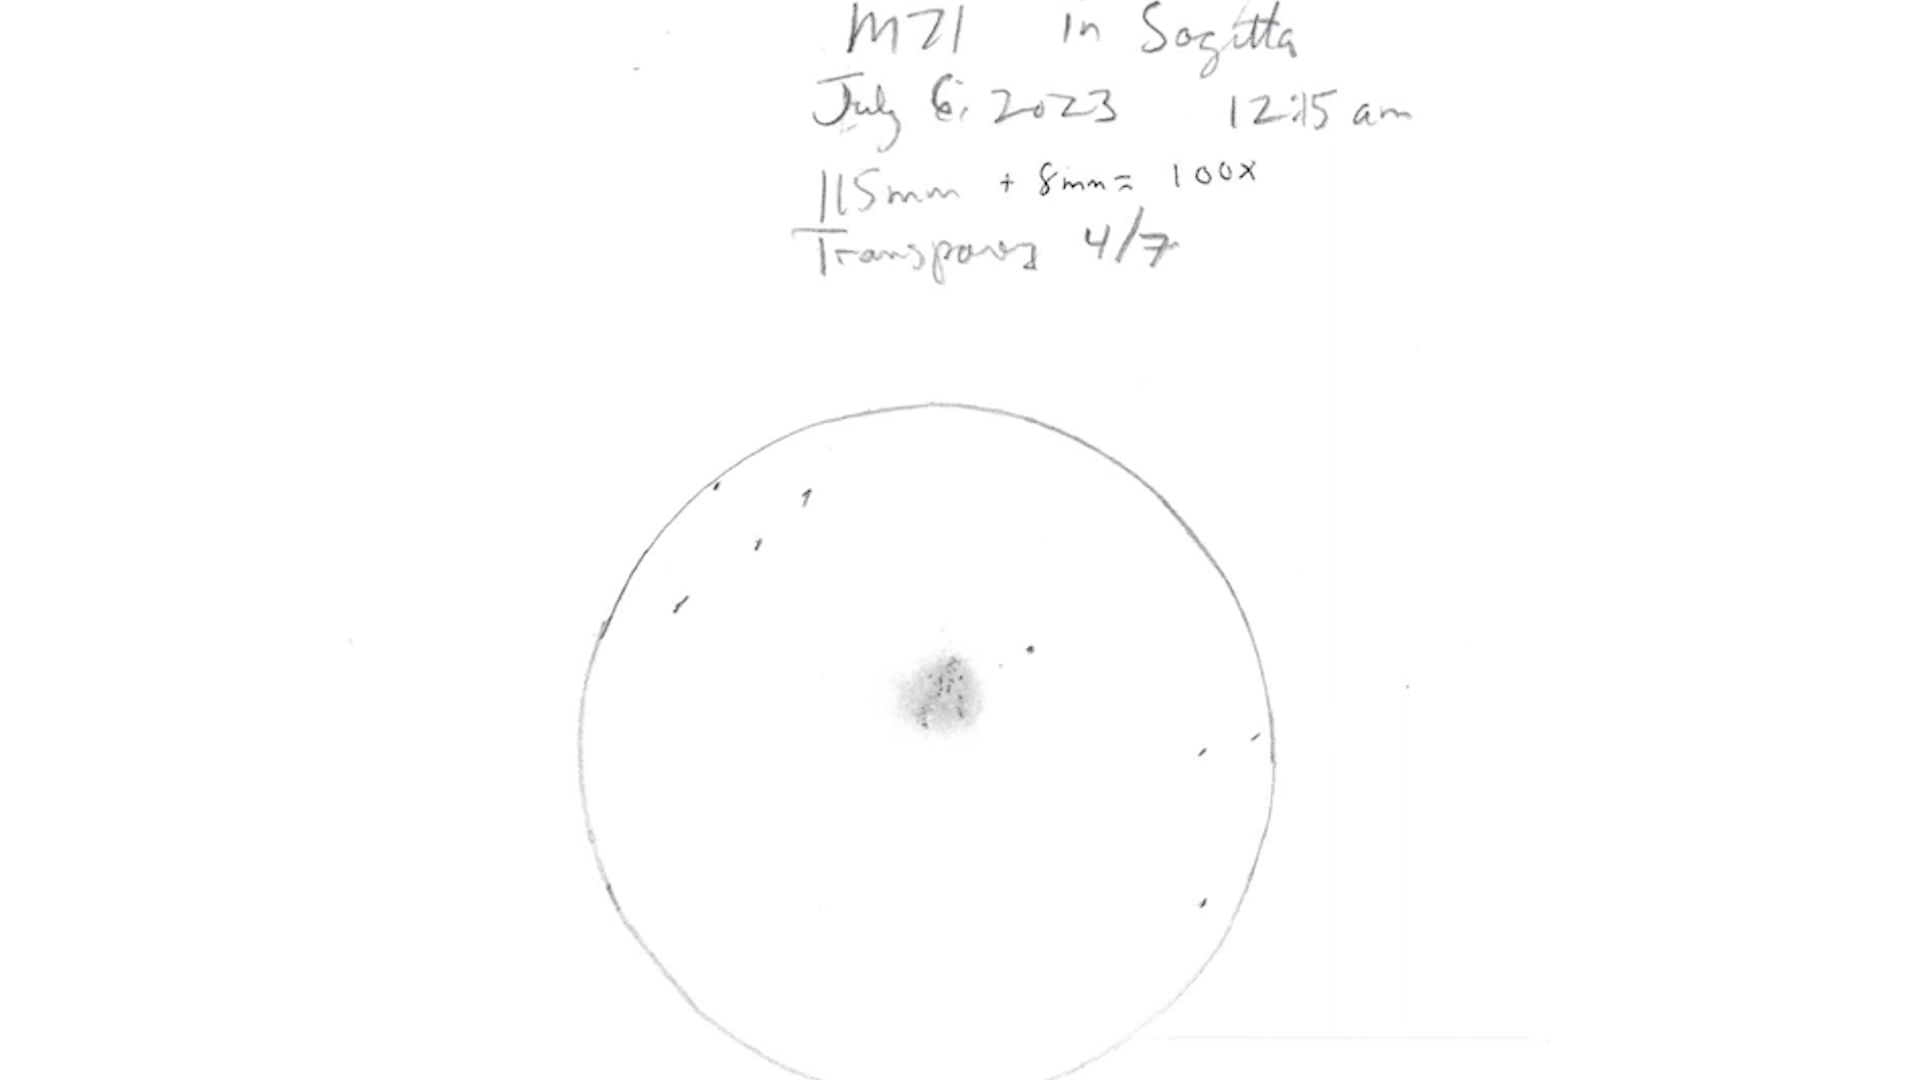 M71 in Sagitta
July 6, 2023 12:15 am
115mm + 8mm = 100x
Transparency 4/7